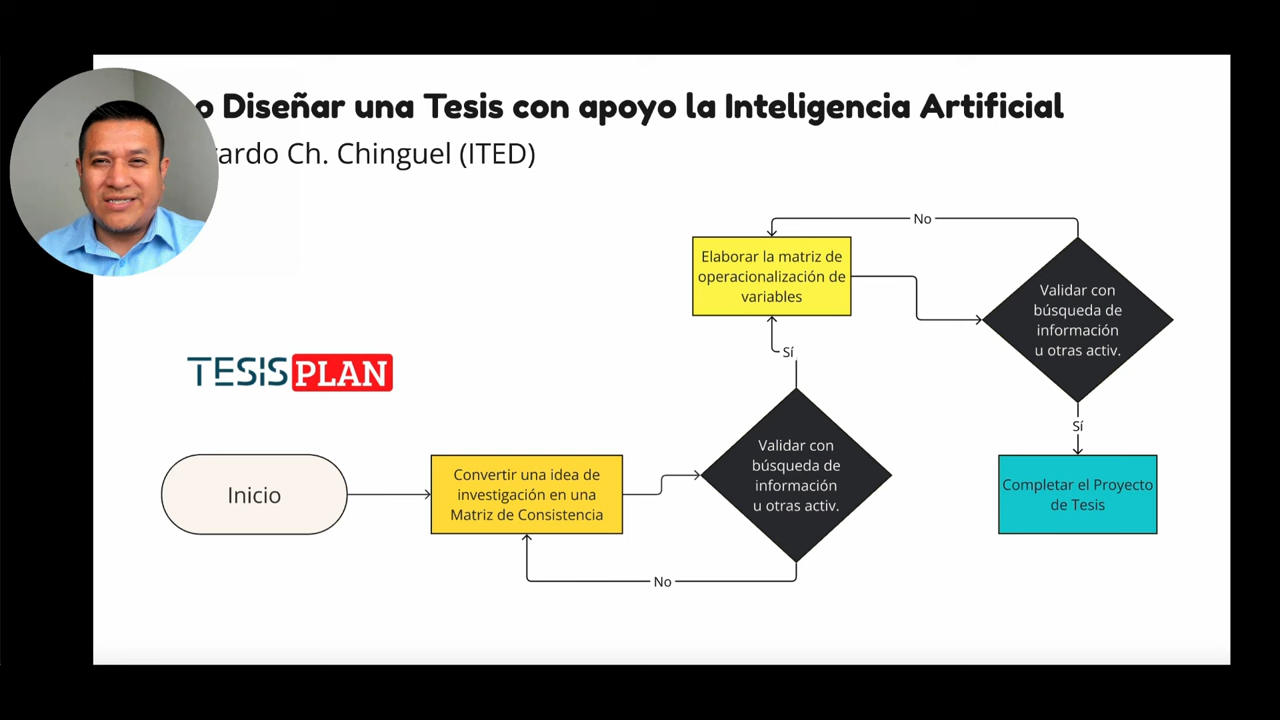 o Diseñar una Tesis con apoyo la Inteligencia Artificial
ardo Ch. Chinguel (ITED)
No
Elaborar la matriz de
operacionalización de
variables
Validar con
búsqueda de
información
u otras activ.
Sí
TESISPLAN
Sí
Validar con
búsqueda de
información
u otras activ.
Inicio
Convertir una idea de
investigación en una
Matriz de Consistencia
Completar el Proyecto
de Tesis
No